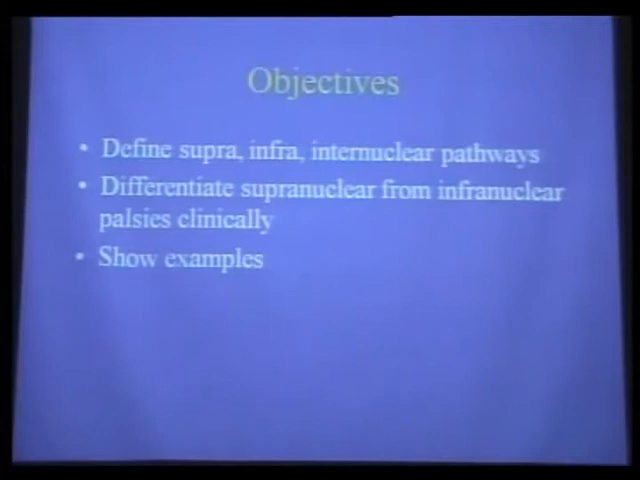 Objectives
• Define supra, infra, internuclear pathways
• Differentiate supranuclear from infranuclear
palsies clinically
• Show examples